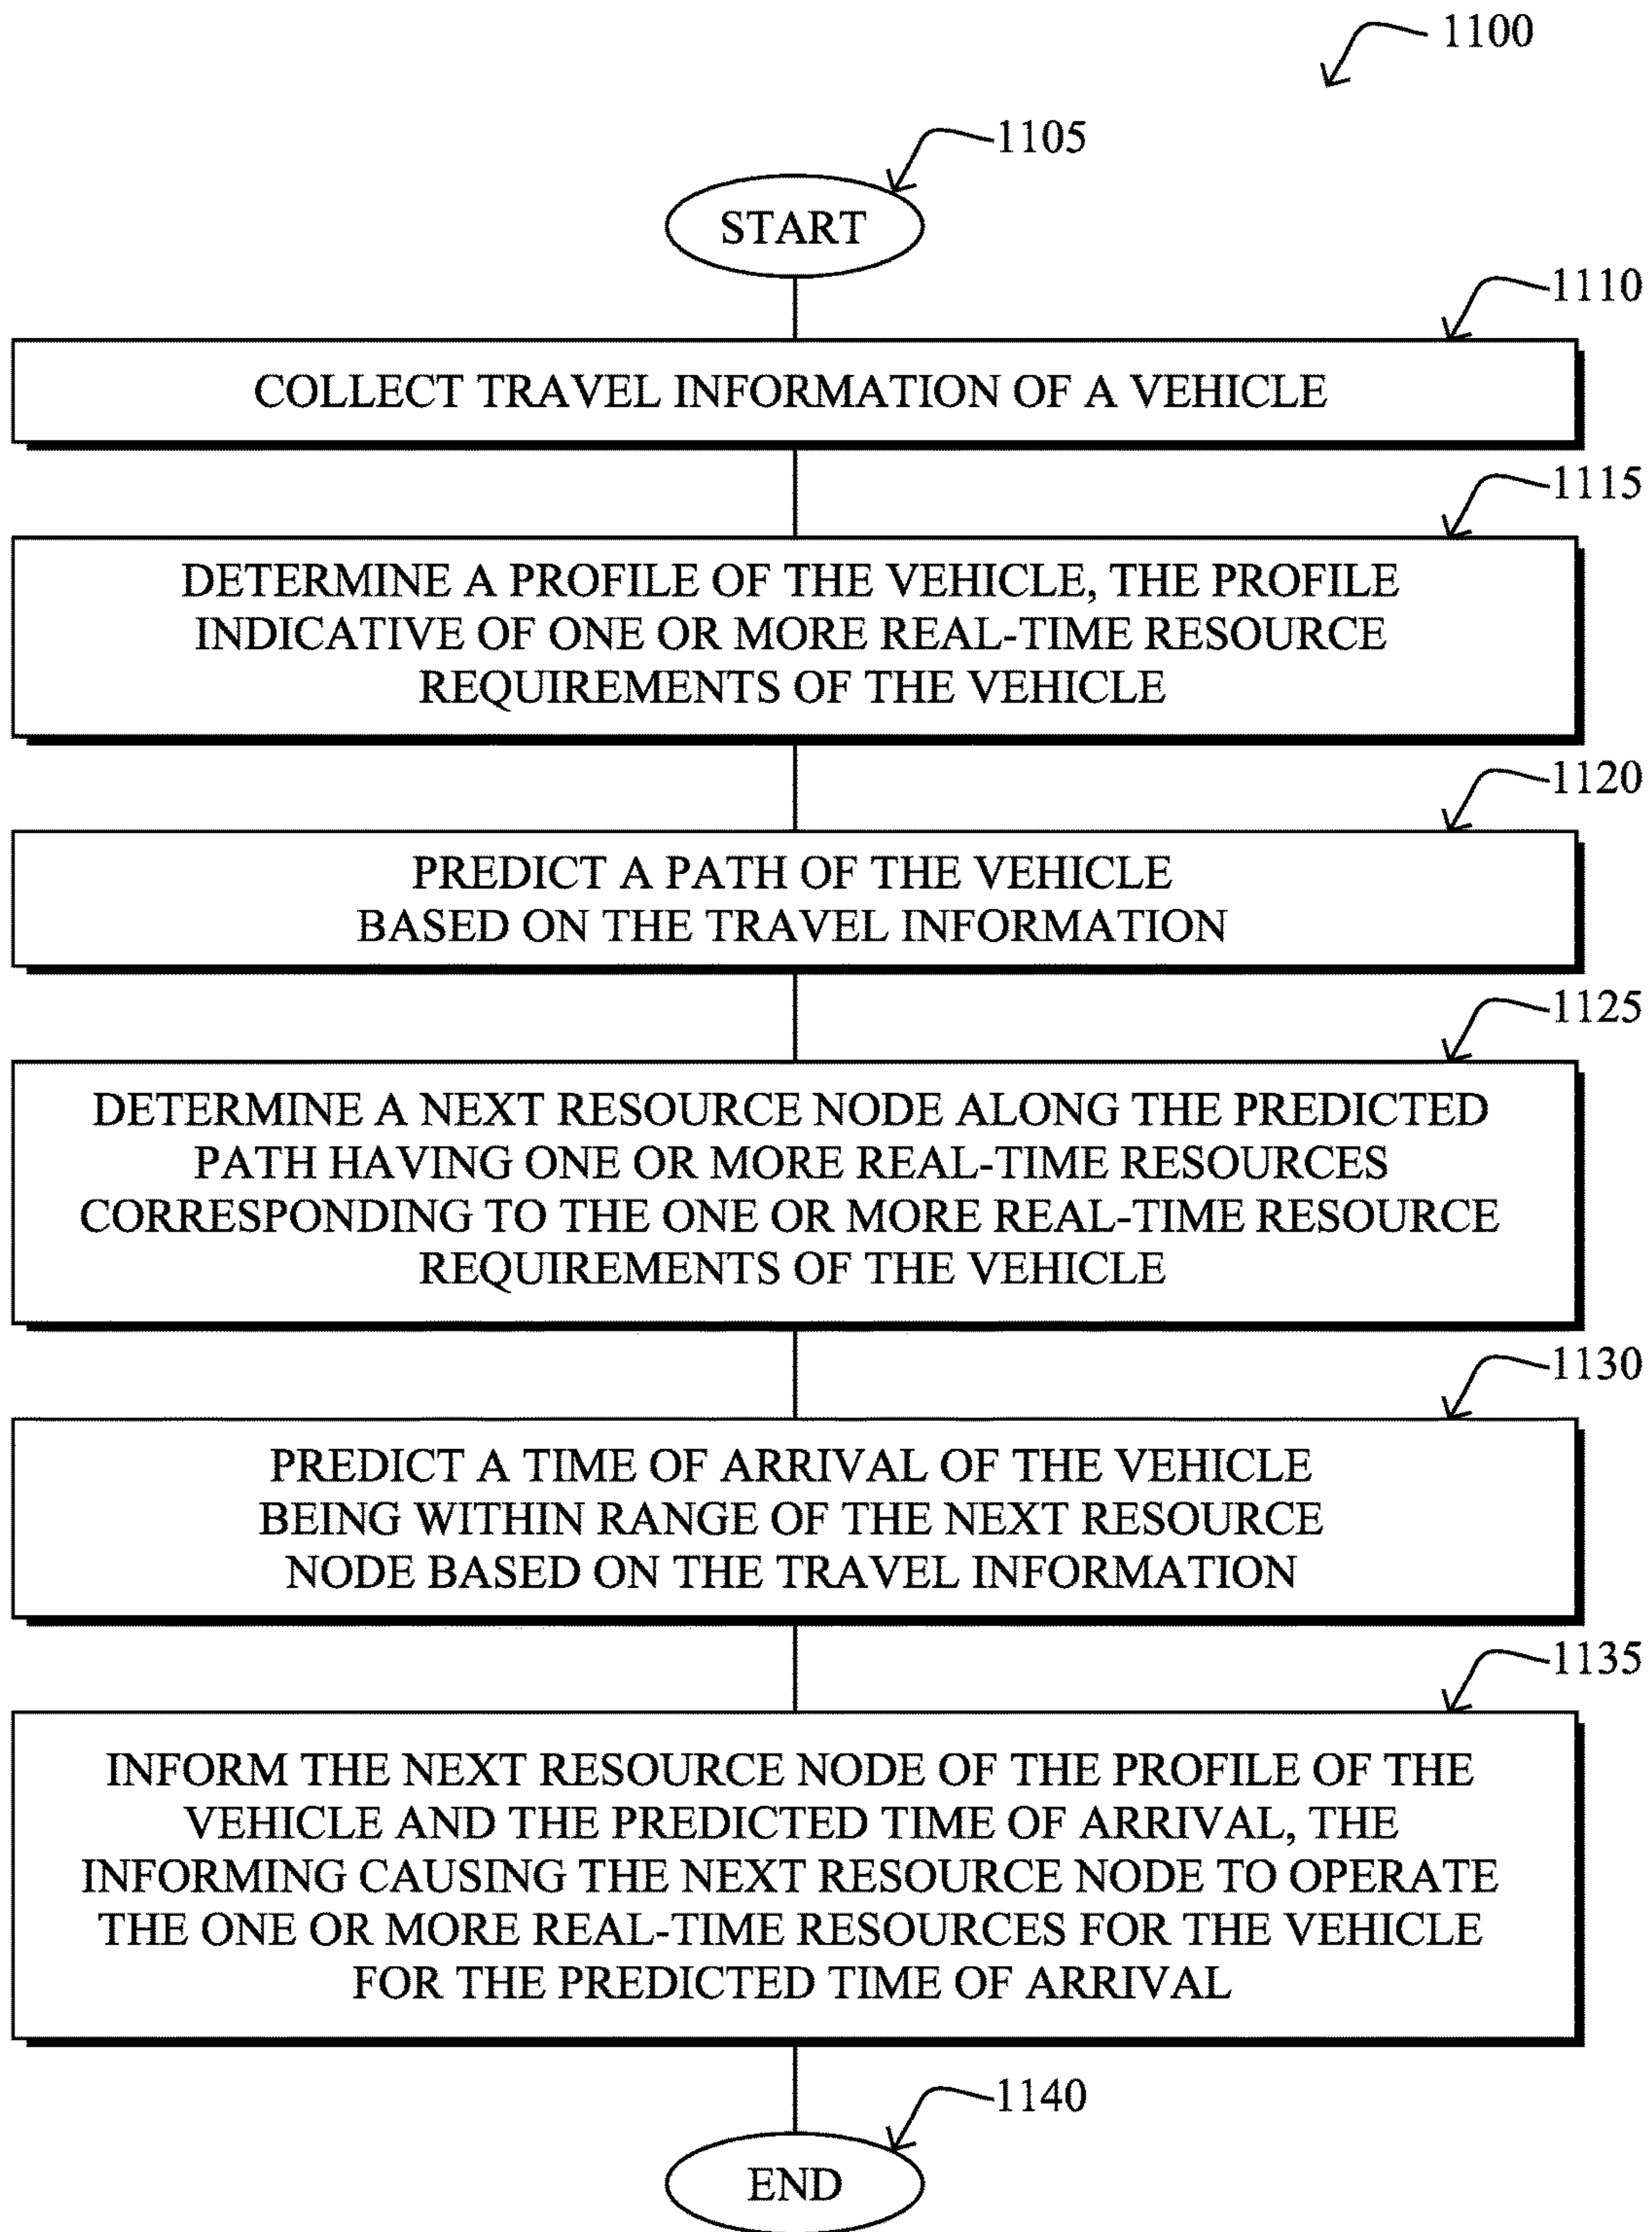 1100
1105
START
1110
COLLECT TRAVEL INFORMATION OF A VEHICLE
1115
DETERMINE A PROFILE OF THE VEHICLE, THE PROFILE
INDICATIVE OF ONE OR MORE REAL-TIME RESOURCE
REQUIREMENTS OF THE VEHICLE
1120
PREDICT A PATH OF THE VEHICLE
BASED ON THE TRAVEL INFORMATION
1125
DETERMINE A NEXT RESOURCE NODE ALONG THE PREDICTED
PATH HAVING ONE OR MORE REAL-TIME RESOURCES
CORRESPONDING TO THE ONE OR MORE REAL-TIME RESOURCE
REQUIREMENTS OF THE VEHICLE
1130
PREDICT A TIME OF ARRIVAL OF THE VEHICLE
BEING WITHIN RANGE OF THE NEXT RESOURCE
NODE BASED ON THE TRAVEL INFORMATION
1135
INFORM THE NEXT RESOURCE NODE OF THE PROFILE OF THE
VEHICLE AND THE PREDICTED TIME OF ARRIVAL, THE
INFORMING CAUSING THE NEXT RESOURCE NODE TO OPERATE
THE ONE OR MORE REAL-TIME RESOURCES FOR THE VEHICLE
FOR THE PREDICTED TIME OF ARRIVAL
1140
END